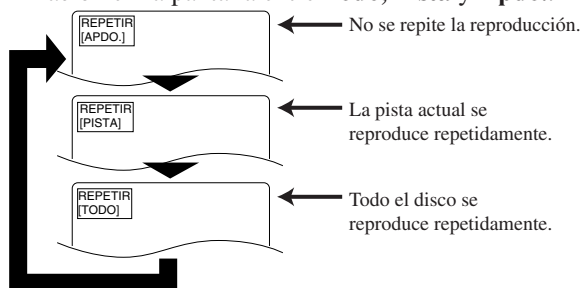 REPETIR
[APDO.]
No se repite la reproducción.
REPETIR
[PISTA]
La pista actual se
reproduce repetidamente.
REPETIR
[TODO]
Todo el disco se
reproduce repetidamente.